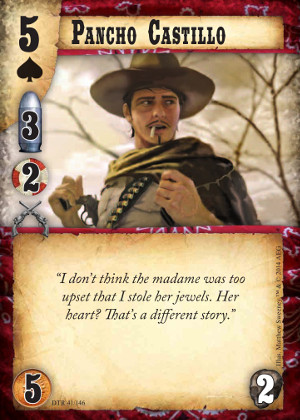 5
Pancho Castillo
3
2
“I don’t think the madame was too
upset that I stole her jewels. Her
heart? That’s a different story.”
5
2